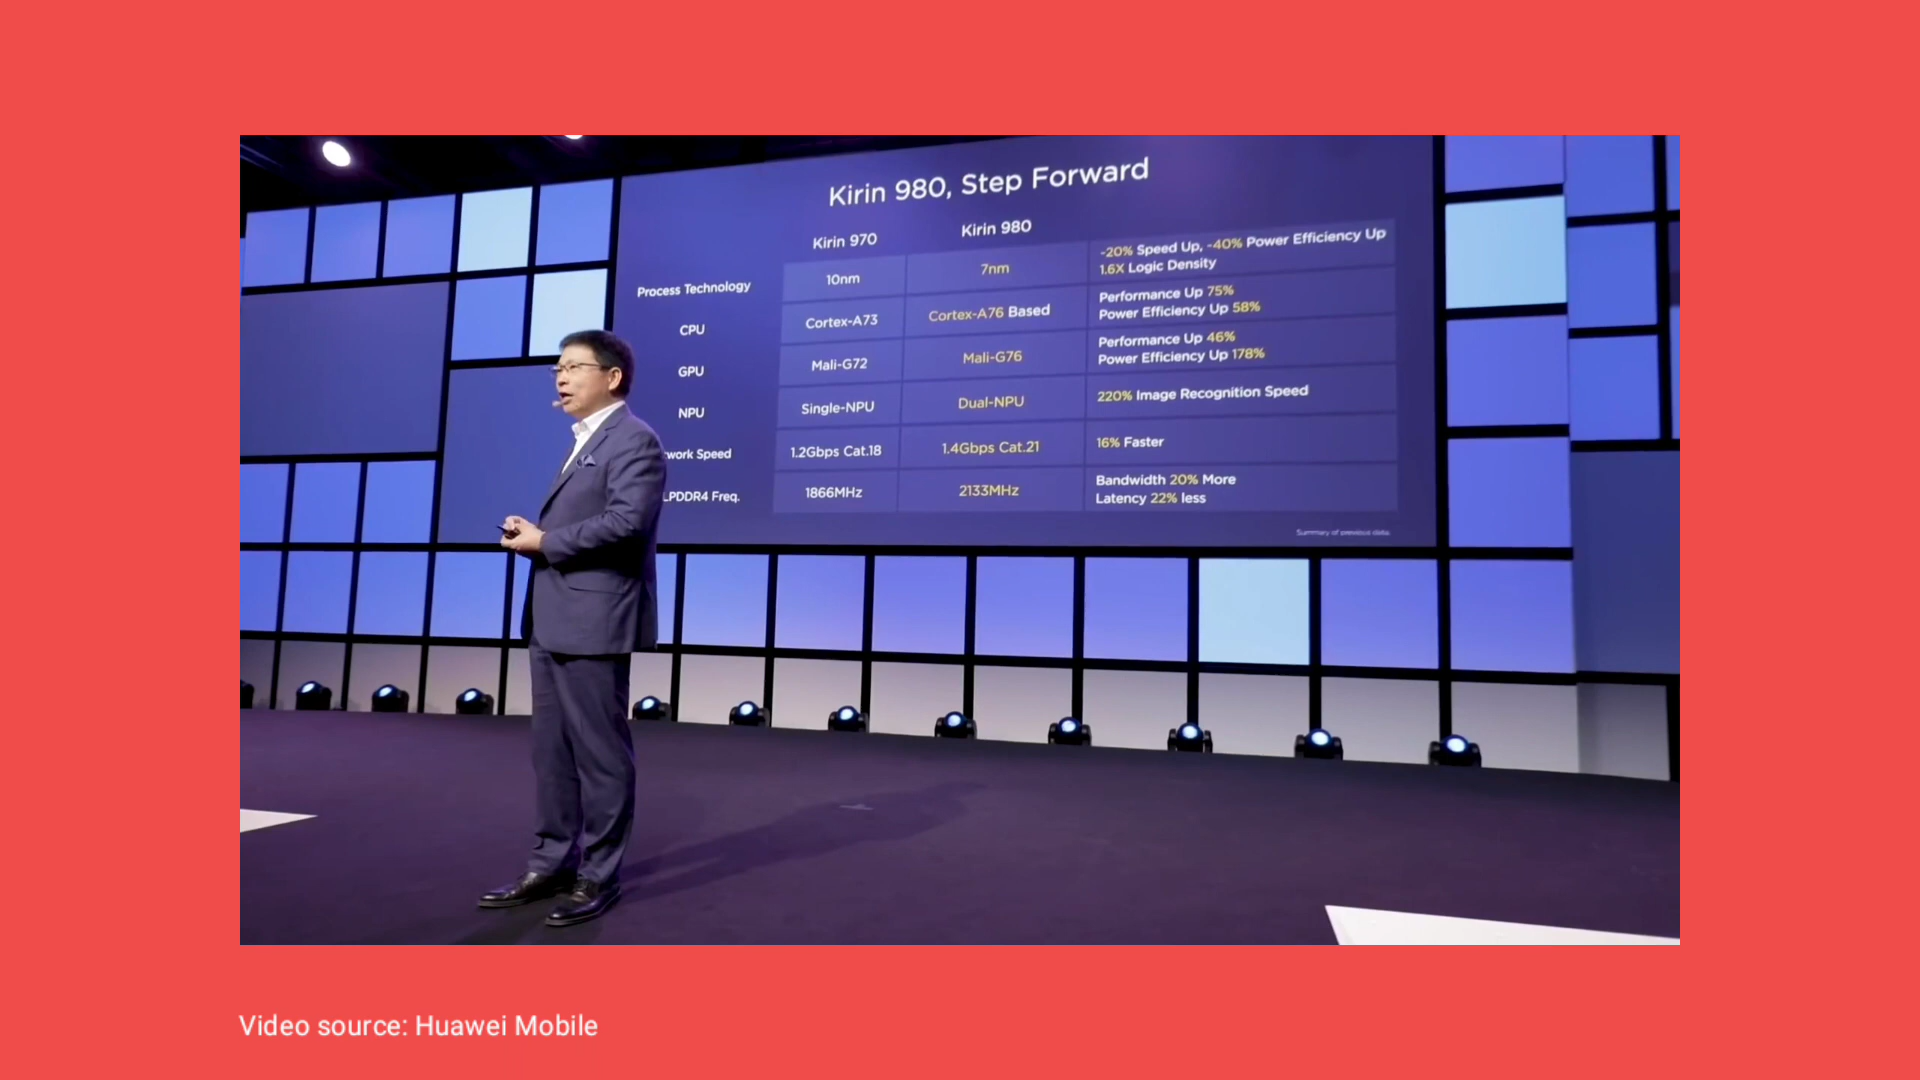 Kirin 980, Step Forward
Kirin 970 Kirin 980
Process Technology 10nm 7nm -20% Speed Up, -40% Power Efficiency Up
1.6X Logic Density
CPU Cortex-A73 Cortex-A76 Based Performance Up 75%
Power Efficiency Up 58%
GPU Mali-G72 Mali-G76 Performance Up 46%
Power Efficiency Up 178%
NPU Single-NPU Dual-NPU 220% Image Recognition Speed
work Speed 1.2Gbps Cat.18 1.4Gbps Cat.21 16% Faster
LPDDR4 Freq. 1866MHz 2133MHz Bandwidth 20% More
Latency 22% less
Summary of previous data.
Video source: Huawei Mobile